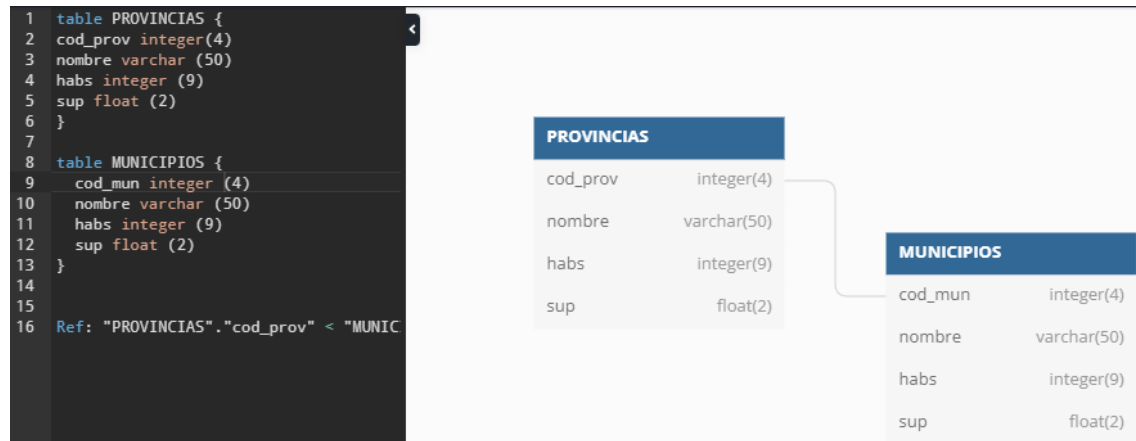 1 table PROVINCIAS {
2 cod_prov integer(4)
3 nombre varchar (50)
4 habs integer (9)
5 sup float (2)
6 }
7
8 table MUNICIPIOS {
9 cod_mun integer (4)
10 nombre varchar (50)
11 habs integer (9)
12 sup float (2)
13 }
14
15
16 Ref: "PROVINCIAS"."cod_prov" < "MUNIC
PROVINCIAS
cod_prov integer(4)
nombre varchar(50)
habs integer(9)
sup float(2)
MUNICIPIOS
cod_mun integer(4)
nombre varchar(50)
habs integer(9)
sup float(2)